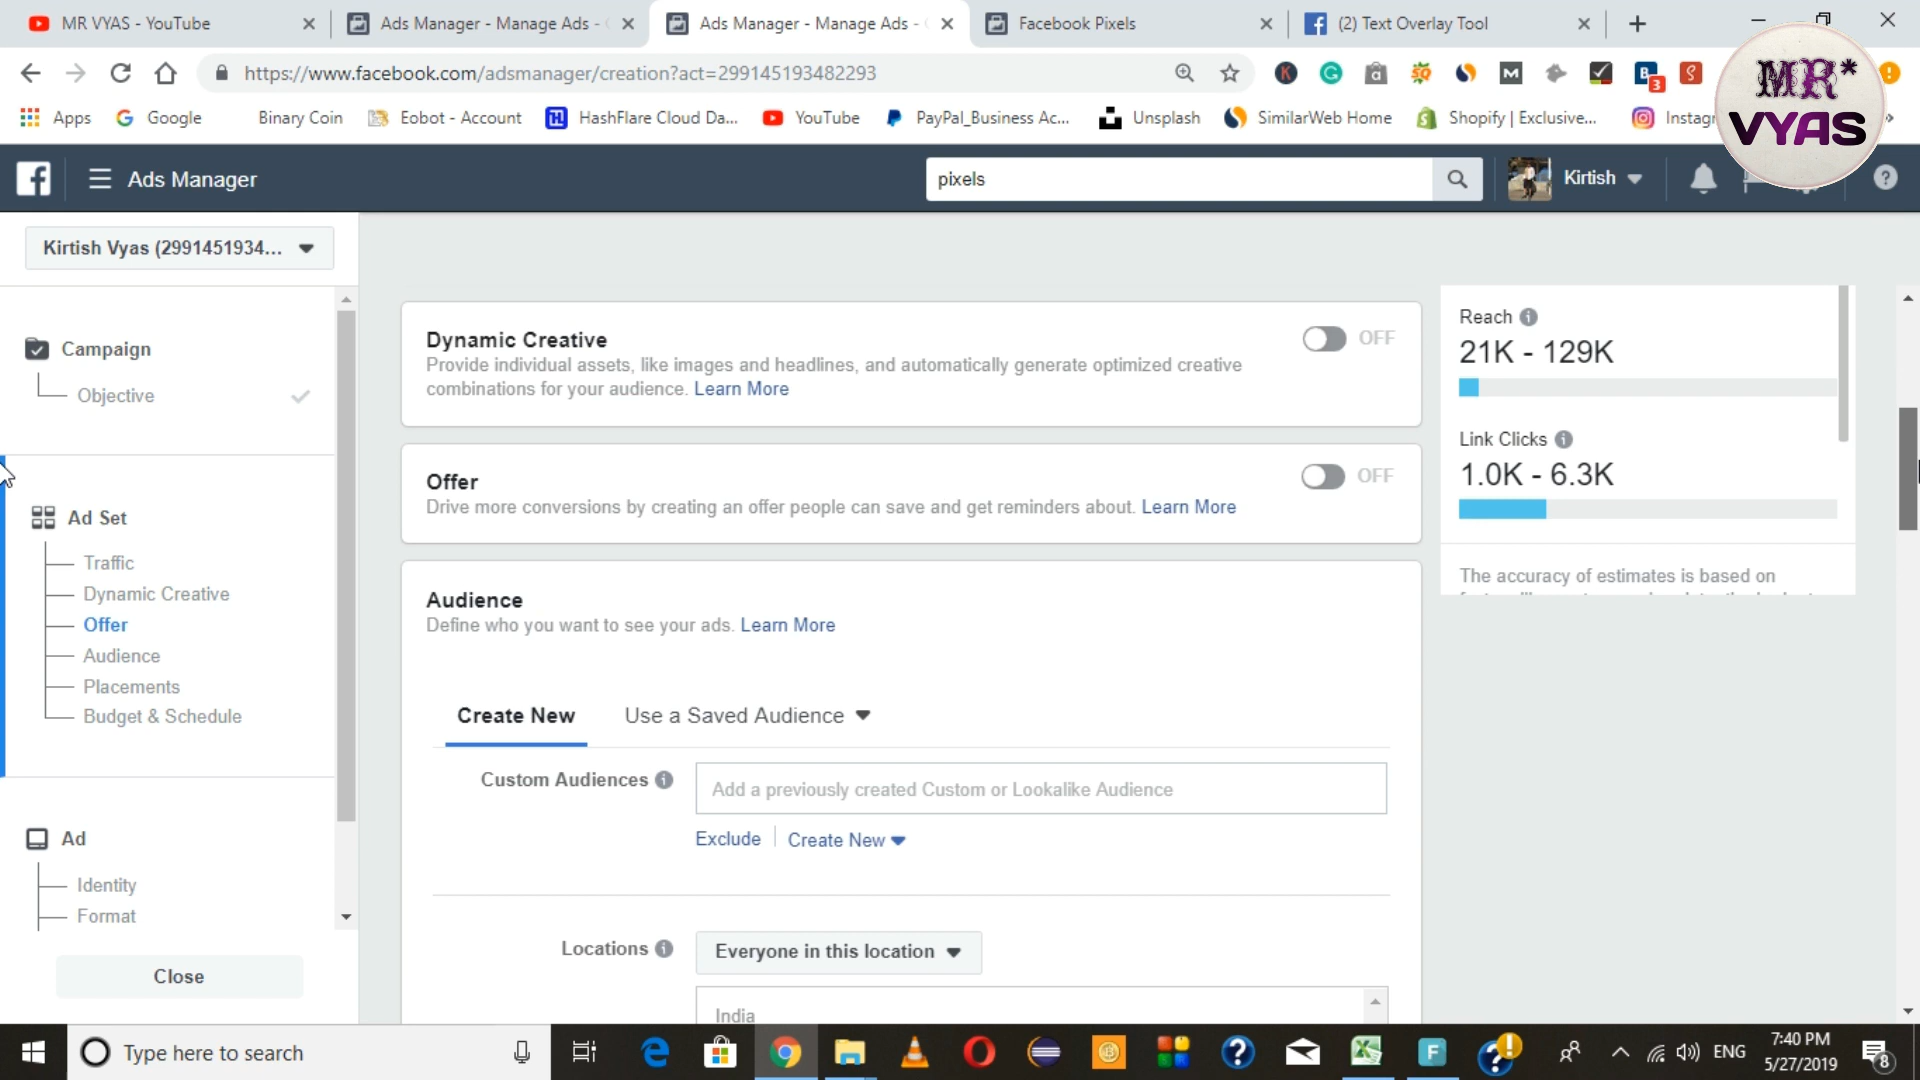 MR VYAS - YouTube
Ads Manager - Manage Ads -
Ads Manager - Manage Ads -
Facebook Pixels
(2) Text Overlay Tool
https://www.facebook.com/adsmanager/creation?act=299145193482293
3
MR*
VYAS
Apps
Google
Binary Coin
Eobot - Account
HashFlare Cloud Da...
YouTube
PayPal_Business Ac...
Unsplash
SimilarWeb Home
Shopify | Exclusive...
Ads Manager
pixels
Kirtish
Kirtish Vyas (2991451934...
Campaign
Objective
Ad Set
Traffic
Dynamic Creative
Offer
Audience
Placements
Budget & Schedule
Ad
Identity
Format
Close
Dynamic Creative
OFF
Provide individual assets, like images and headlines, and automatically generate optimized creative
combinations for your audience. Learn More
Offer
OFF
Drive more conversions by creating an offer people can save and get reminders about. Learn More
Audience
Define who you want to see your ads. Learn More
Create New
Use a Saved Audience
Custom Audiences
Add a previously created Custom or Lookalike Audience
Exclude
Create New
Locations
Everyone in this location
India
Reach
21K - 129K
Link Clicks
1.0K - 6.3K
The accuracy of estimates is based on
Type here to search
ENG
7:40 PM
5/27/2019
8